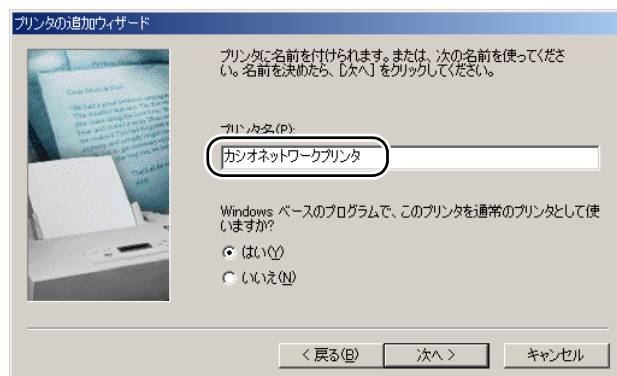 プリンタの追加ウィザード
プリンタに名前を付けられます。または、次の名前を使ってくださ
い。名前を決めたら、[次へ] をクリックしてください。
プリンタ名(P):
カシオネットワークプリンタ
Windows ベースのプログラムで、このプリンタを通常のプリンタとして使
いますか?
はい(Y)
いいえ(N)
< 戻る(B)
次へ >
キャンセル